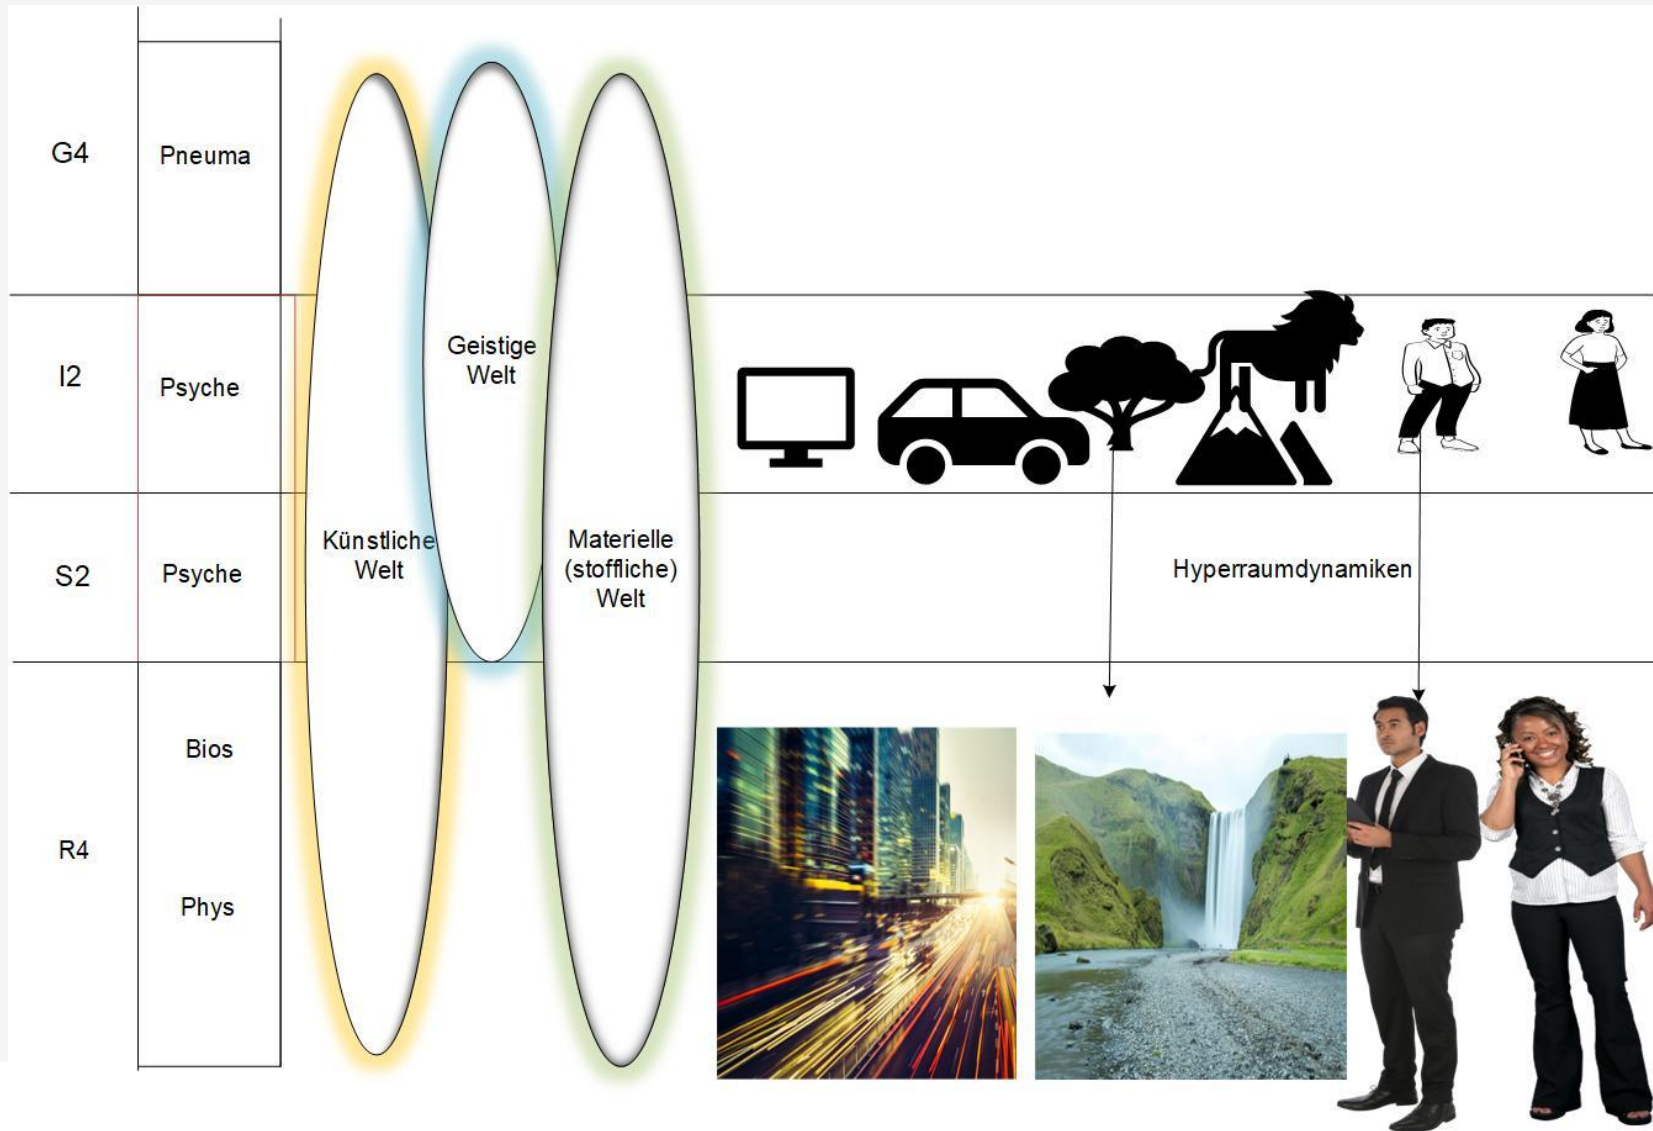 G4
Pneuma
Geistige
Welt
I2
Psyche
Künstliche
Welt
Materielle
(stoffliche)
Welt
S2
Psyche
Hyperraumdynamiken
Bios
R4
Phys